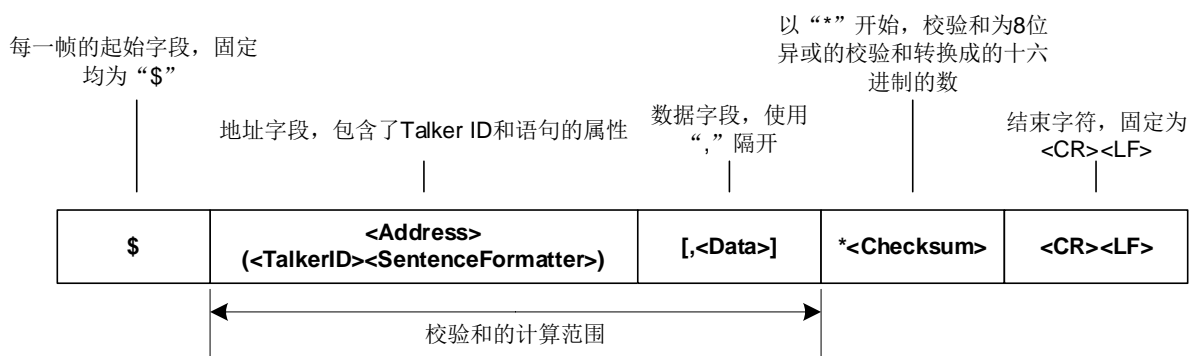 每一帧的起始字段，固定
均为“$”
地址字段，包含了Talker ID和语句的属性
数据字段，使用
“,”隔开
以“*”开始，校验和为8位
异或的校验和转换成的十六
进制的数
结束字符，固定为
<CR><LF>
$
<Address>
(<TalkerID><SentenceFormatter>)
[,<Data>]
*<Checksum>
<CR><LF>
校验和的计算范围